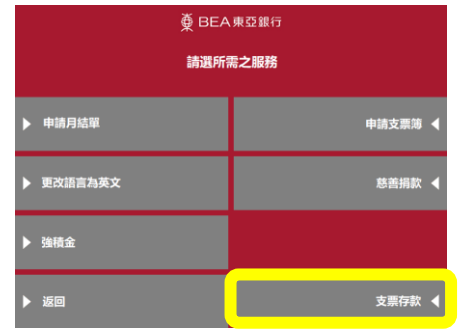 BEA東亞銀行
請選所需之服務
申請月結單
申請支票簿
更改語言為英文
慈善捐款
強積金
返回
支票存款